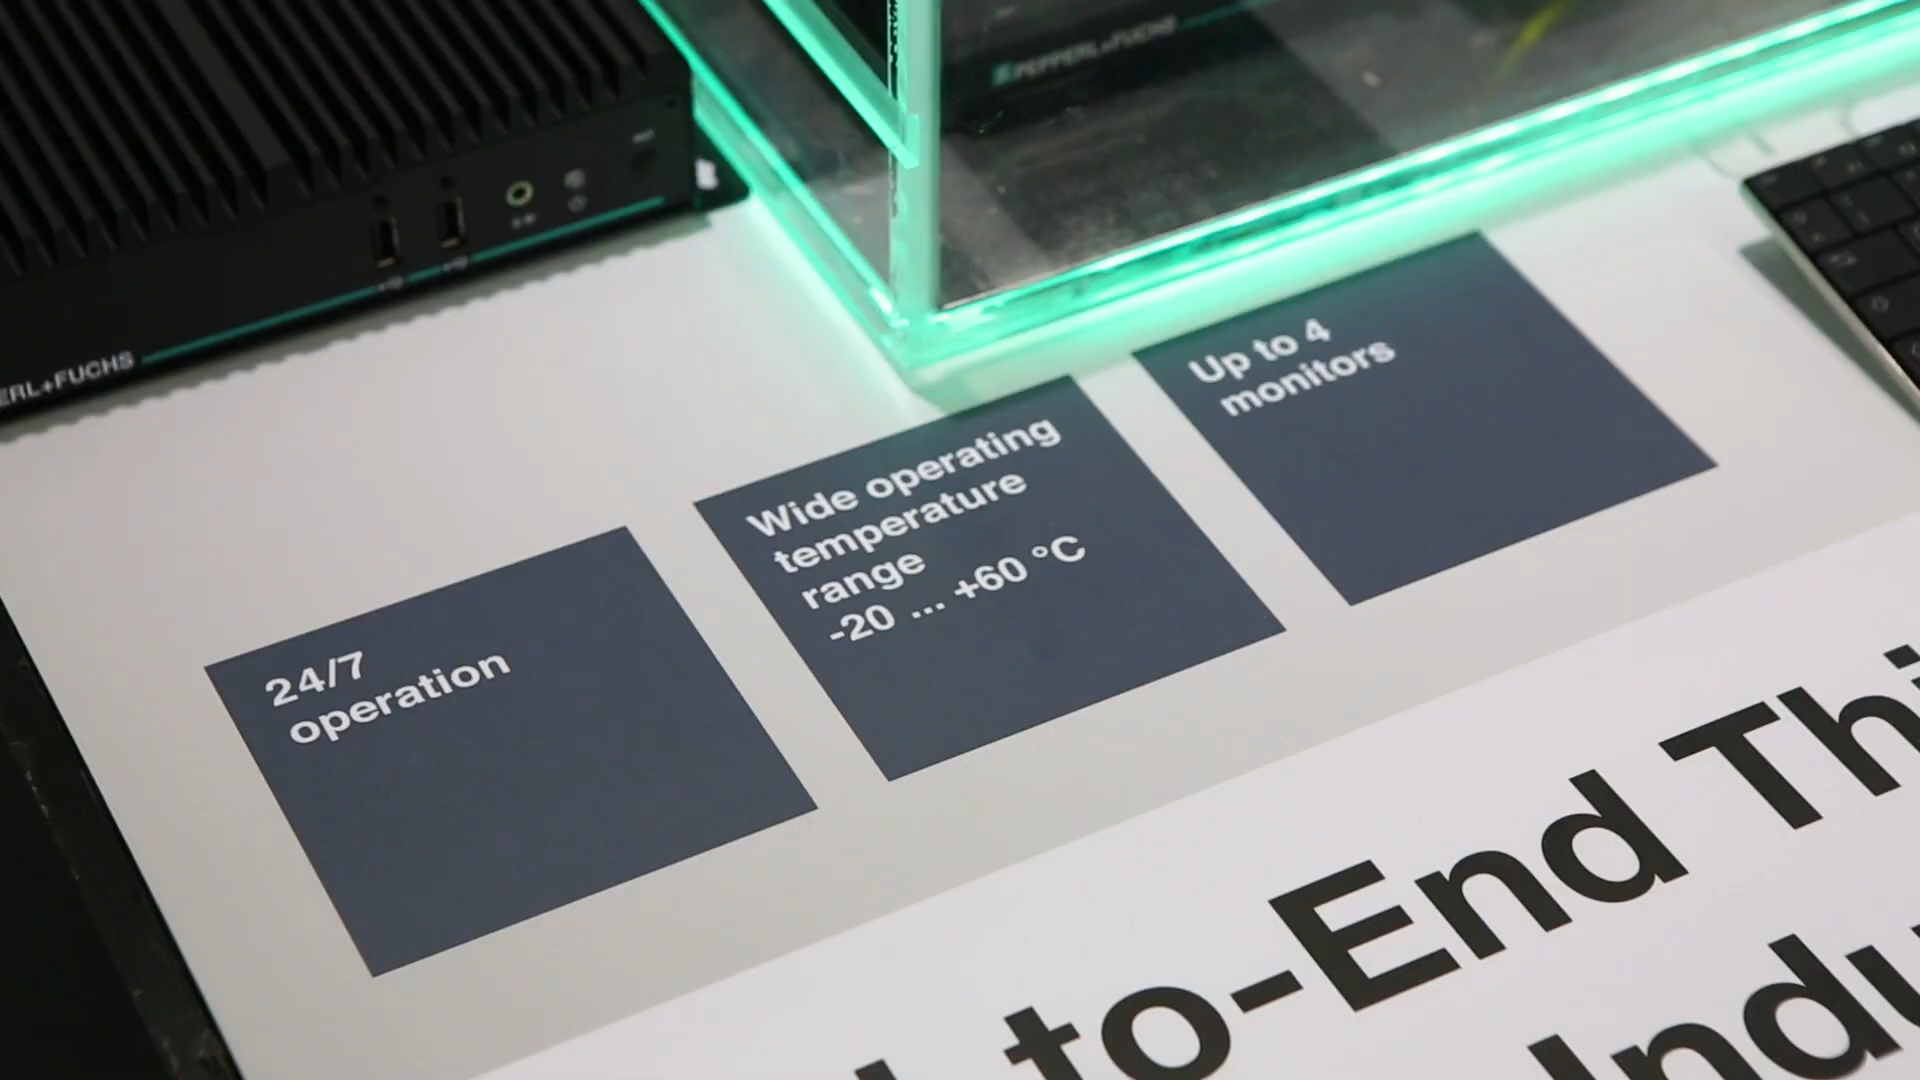 PEPPERL+FUCHS
ERL+FUCHS
Up to 4
monitors
Wide operating
temperature
range
-20 ... +60 °C
24/7
operation
to-End Thi
Indu